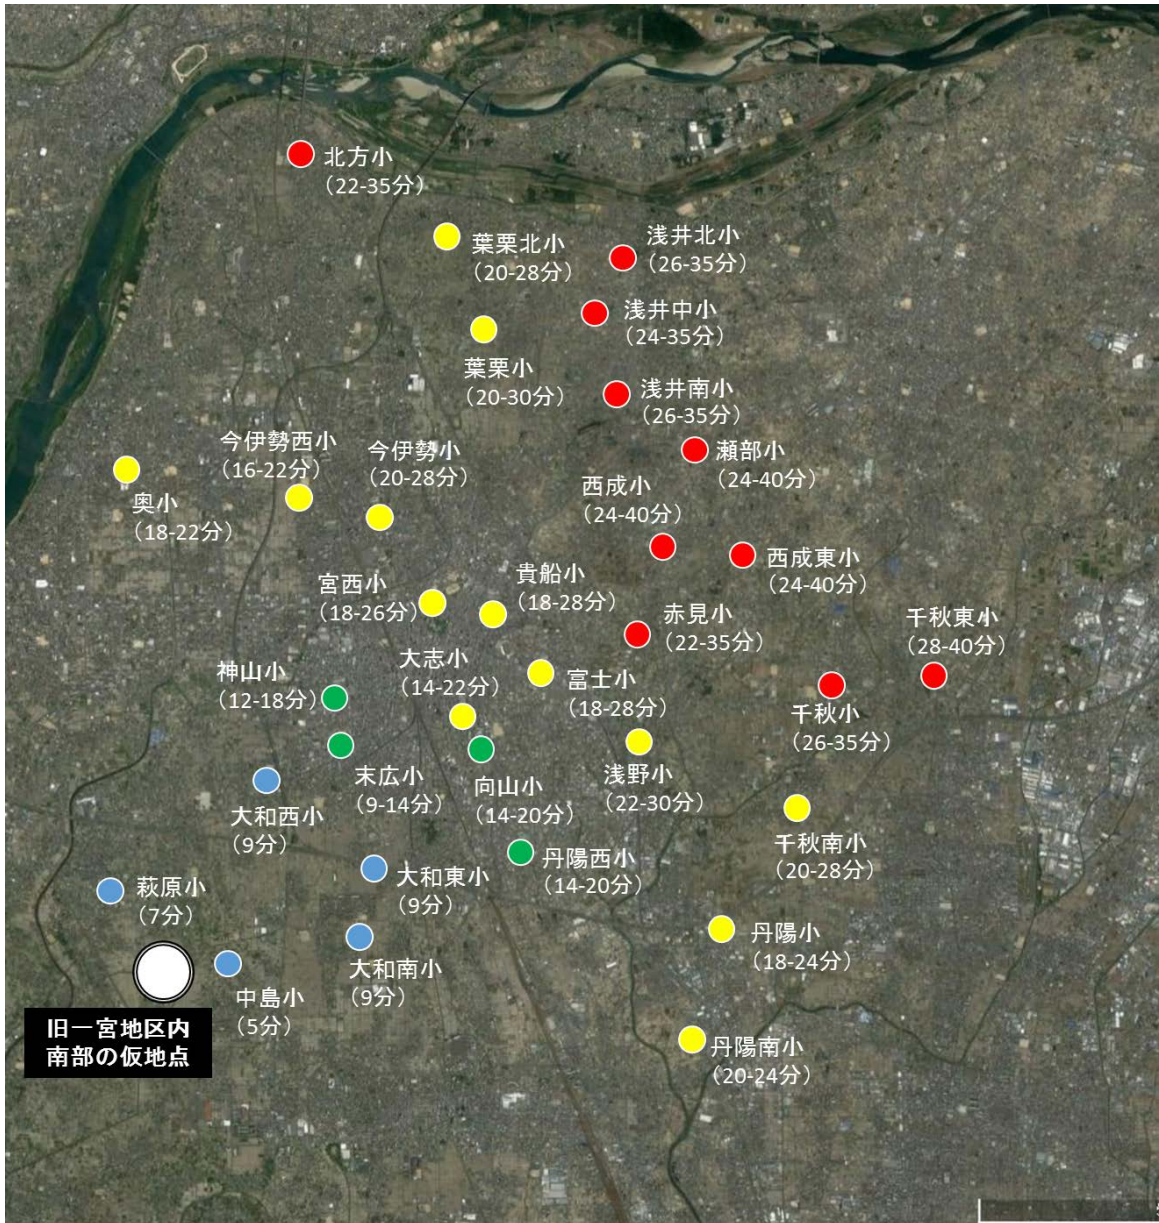 北方小
（22-35分）
葉栗北小
（20-28分）
浅井北小
（26-35分）
浅井中小
（24-35分）
葉栗小
（20-30分）
浅井南小
（26-35分）
今伊勢西小
（16-22分）
今伊勢小
（20-28分）
瀬部小
（24-40分）
西成小
（24-40分）
奥小
（18-22分）
西成東小
（24-40分）
貴船小
（18-28分）
宮西小
（18-26分）
赤見小
（22-35分）
千秋東小
（28-40分）
大志小
（14-22分）
神山小
（12-18分）
富士小
（18-28分）
千秋小
（26-35分）
末広小
（9-14分）
向山小
（14-20分）
浅野小
（22-30分）
大和西小
（9分）
千秋南小
（20-28分）
丹陽西小
（14-20分）
大和東小
（9分）
萩原小
（7分）
丹陽小
（18-24分）
大和南小
（9分）
中島小
（5分）
旧一宮地区内
南部の仮地点
丹陽南小
（20-24分）